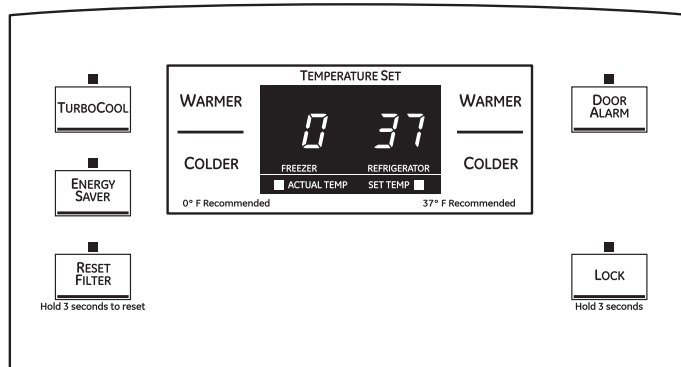 TEMPERATURE SET
TURBOCOOL
WARMER
0 37
WARMER
DOOR
ALARM
COLDER
FREEZER REFRIGERATOR
COLDER
ACTUAL TEMP SET TEMP
0° F Recommended 37° F Recommended
ENERGY
SAVER
RESET
FILTER
Hold 3 seconds to reset
LOCK
Hold 3 seconds